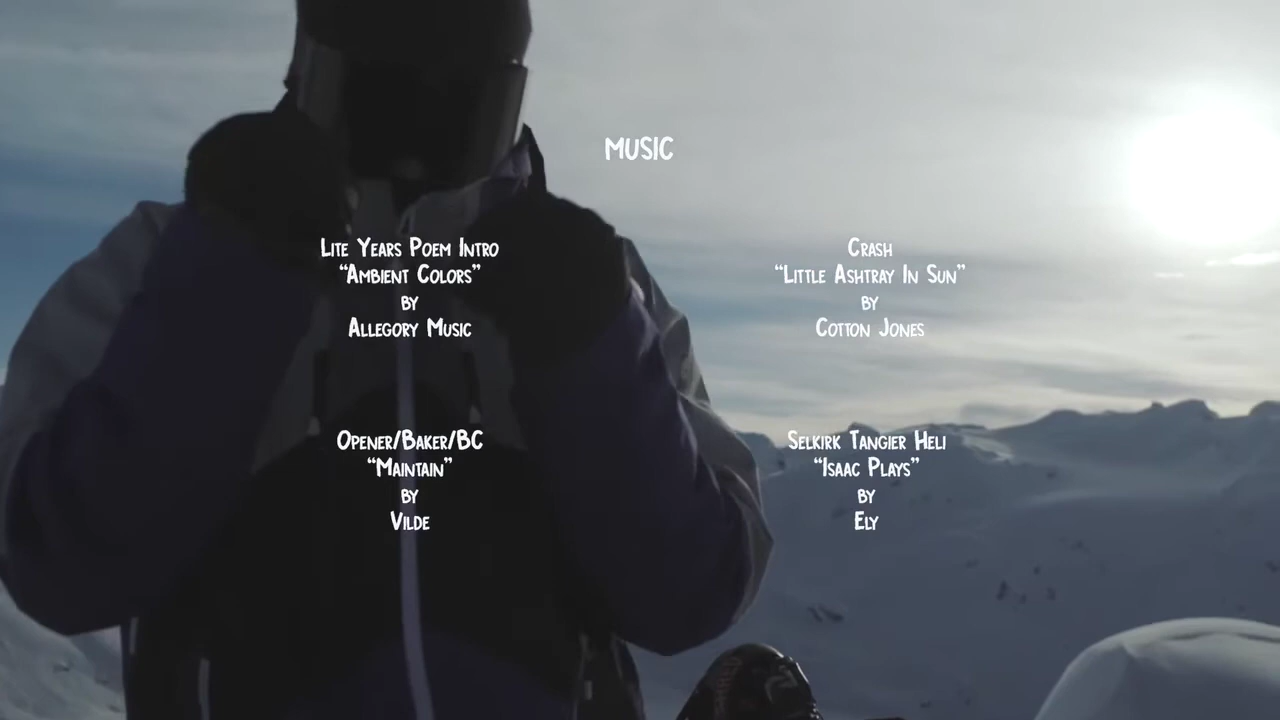 MUSIC
Lite Years Poem Intro
“Ambient Colors”
by
Allegory Music
Crash
“Little Ashtray In Sun”
by
Cotton Jones
Opener/Baker/BC
“Maintain”
by
Vilde
Selkirk Tangier Heli
“Isaac Plays”
by
Ely